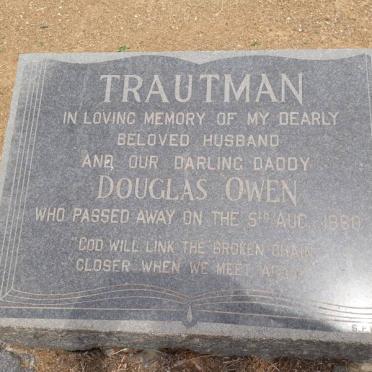 TRAUTMAN
IN LOVING MEMORY OF MY DEARLY
BELOVED HUSBAND
AND OUR DARLING DADDY
DOUGLAS OWEN
WHO PASSED AWAY ON THE 5TH AUG. 1980
"GOD WILL LINK THE BROKEN CHAIN
CLOSER WHEN WE MEET AGAIN"